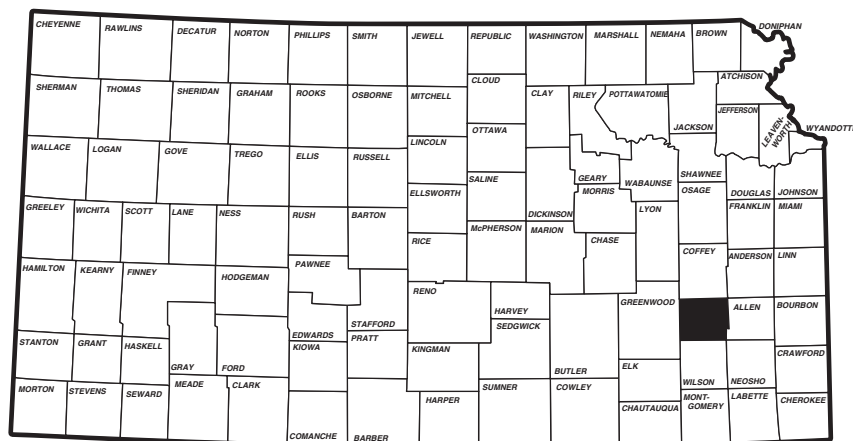 CHEYENNE
RAWLINS
DECATUR
NORTON
PHILLIPS
SMITH
JEWELL
REPUBLIC
WASHINGTON
MARSHALL
NEMAHA
BROWN
DONIPHAN
SHERMAN
THOMAS
SHERIDAN
GRAHAM
ROOKS
OSBORNE
MITCHELL
CLOUD
CLAY
RILEY
POTTAWATOMIE
ATCHISON
JACKSON
JEFFERSON
LEAVEN-
WORTH
WYANDOTT
WALLACE
LOGAN
GOVE
TREGO
ELLIS
RUSSELL
LINCOLN
OTTAWA
SALINE
GEARY
WABAUNSE
SHAWNEE
DOUGLAS
JOHNSON
GREELEY
WICHITA
SCOTT
LANE
NESS
RUSH
BARTON
ELLSWORTH
McPHERSON
DICKINSON
MARION
MORRIS
CHASE
LYON
OSAGE
FRANKLIN
MIAMI
HAMILTON
KEARNY
FINNEY
HODGEMAN
PAWNEE
RICE
COFFEY
ANDERSON
LINN
STAFFORD
EDWARDS
RENO
HARVEY
SEDGWICK
GREENWOOD
ALLEN
BOURBON
STANTON
GRANT
HASKELL
GRAY
FORD
KIOWA
PRATT
KINGMAN
BUTLER
ELK
WILSON
NEOSHO
CRAWFORD
MORTON
STEVENS
SEWARD
MEADE
CLARK
COMANCHE
BARBER
HARPER
SUMNER
COWLEY
CHAUTAUQUA
MONT-
GOMERY
LABETTE
CHEROKEE